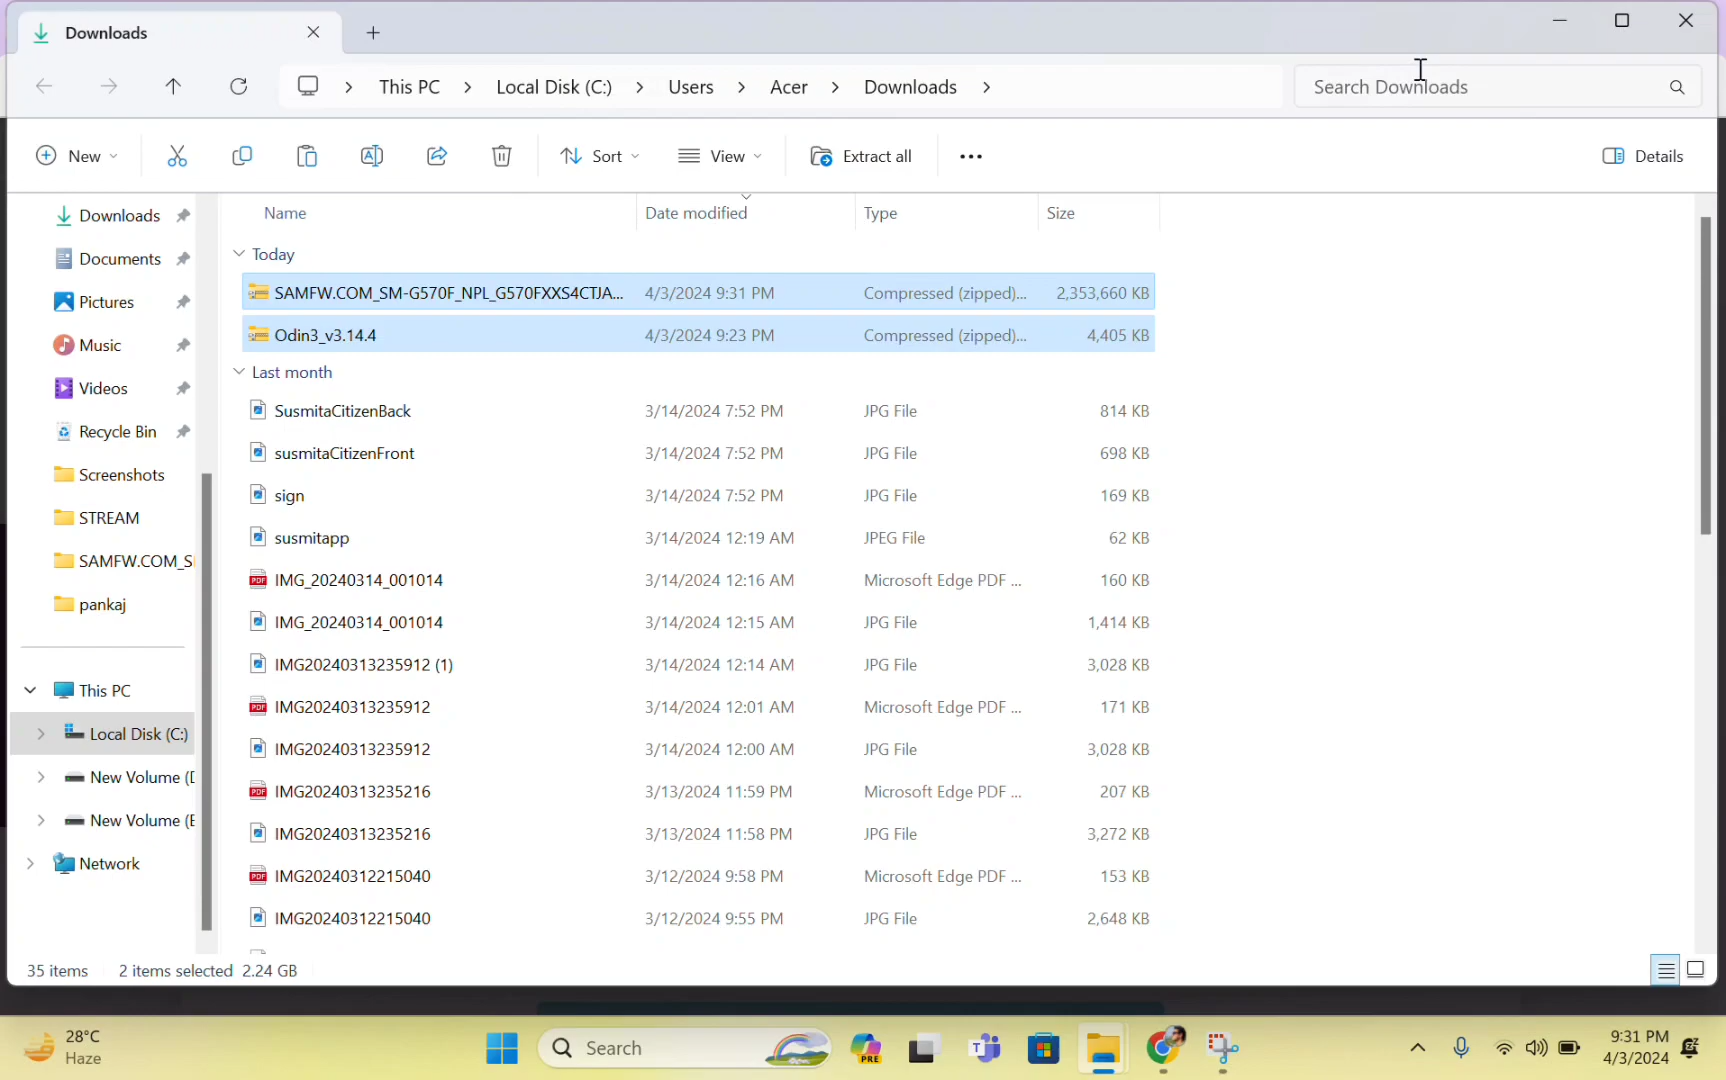 Downloads
This PC > Local Disk (C:) > Users > Acer > Downloads >
Search Downloads
New
Sort
View
Extract all
Details
Name Date modified Type Size
Downloads
Documents
Pictures
Music
Videos
Recycle Bin
Screenshots
STREAM
SAMFW.COM_S
pankaj
This PC
Local Disk (C:)
New Volume (
New Volume (
Network
Today
SAMFW.COM_SM-G570F_NPL_G570FXXS4CTJA... 4/3/2024 9:31 PM Compressed (zipped)... 2,353,660 KB
Odin3_v3.14.4 4/3/2024 9:23 PM Compressed (zipped)... 4,405 KB
Last month
SusmitaCitizenBack 3/14/2024 7:52 PM JPG File 814 KB
susmitaCitizenFront 3/14/2024 7:52 PM JPG File 698 KB
sign 3/14/2024 7:52 PM JPG File 169 KB
susmitapp 3/14/2024 12:19 AM JPEG File 62 KB
IMG_20240314_001014 3/14/2024 12:16 AM Microsoft Edge PDF ... 160 KB
IMG_20240314_001014 3/14/2024 12:15 AM JPG File 1,414 KB
IMG20240313235912 (1) 3/14/2024 12:14 AM JPG File 3,028 KB
IMG20240313235912 3/14/2024 12:01 AM Microsoft Edge PDF ... 171 KB
IMG20240313235912 3/14/2024 12:00 AM JPG File 3,028 KB
IMG20240313235216 3/13/2024 11:59 PM Microsoft Edge PDF ... 207 KB
IMG20240313235216 3/13/2024 11:58 PM JPG File 3,272 KB
IMG20240312215040 3/12/2024 9:58 PM Microsoft Edge PDF ... 153 KB
IMG20240312215040 3/12/2024 9:55 PM JPG File 2,648 KB
35 items 2 items selected 2.24 GB
28°C
Haze
Search
PRE
9:31 PM
4/3/2024